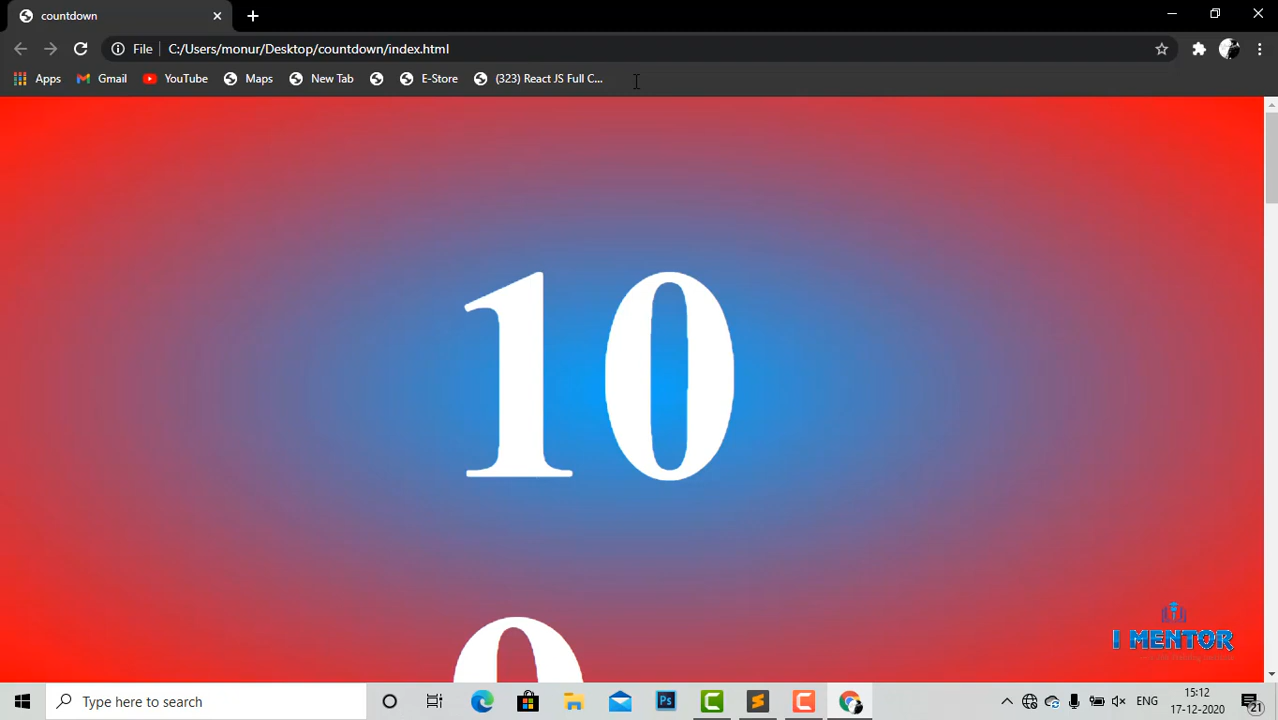 countdown
File C:/Users/monur/Desktop/countdown/index.html
Apps Gmail YouTube Maps New Tab E-Store (323) React JS Full C...
10
I MENTOR
Type here to search
Ps
ENG
15:12
17-12-2020
21